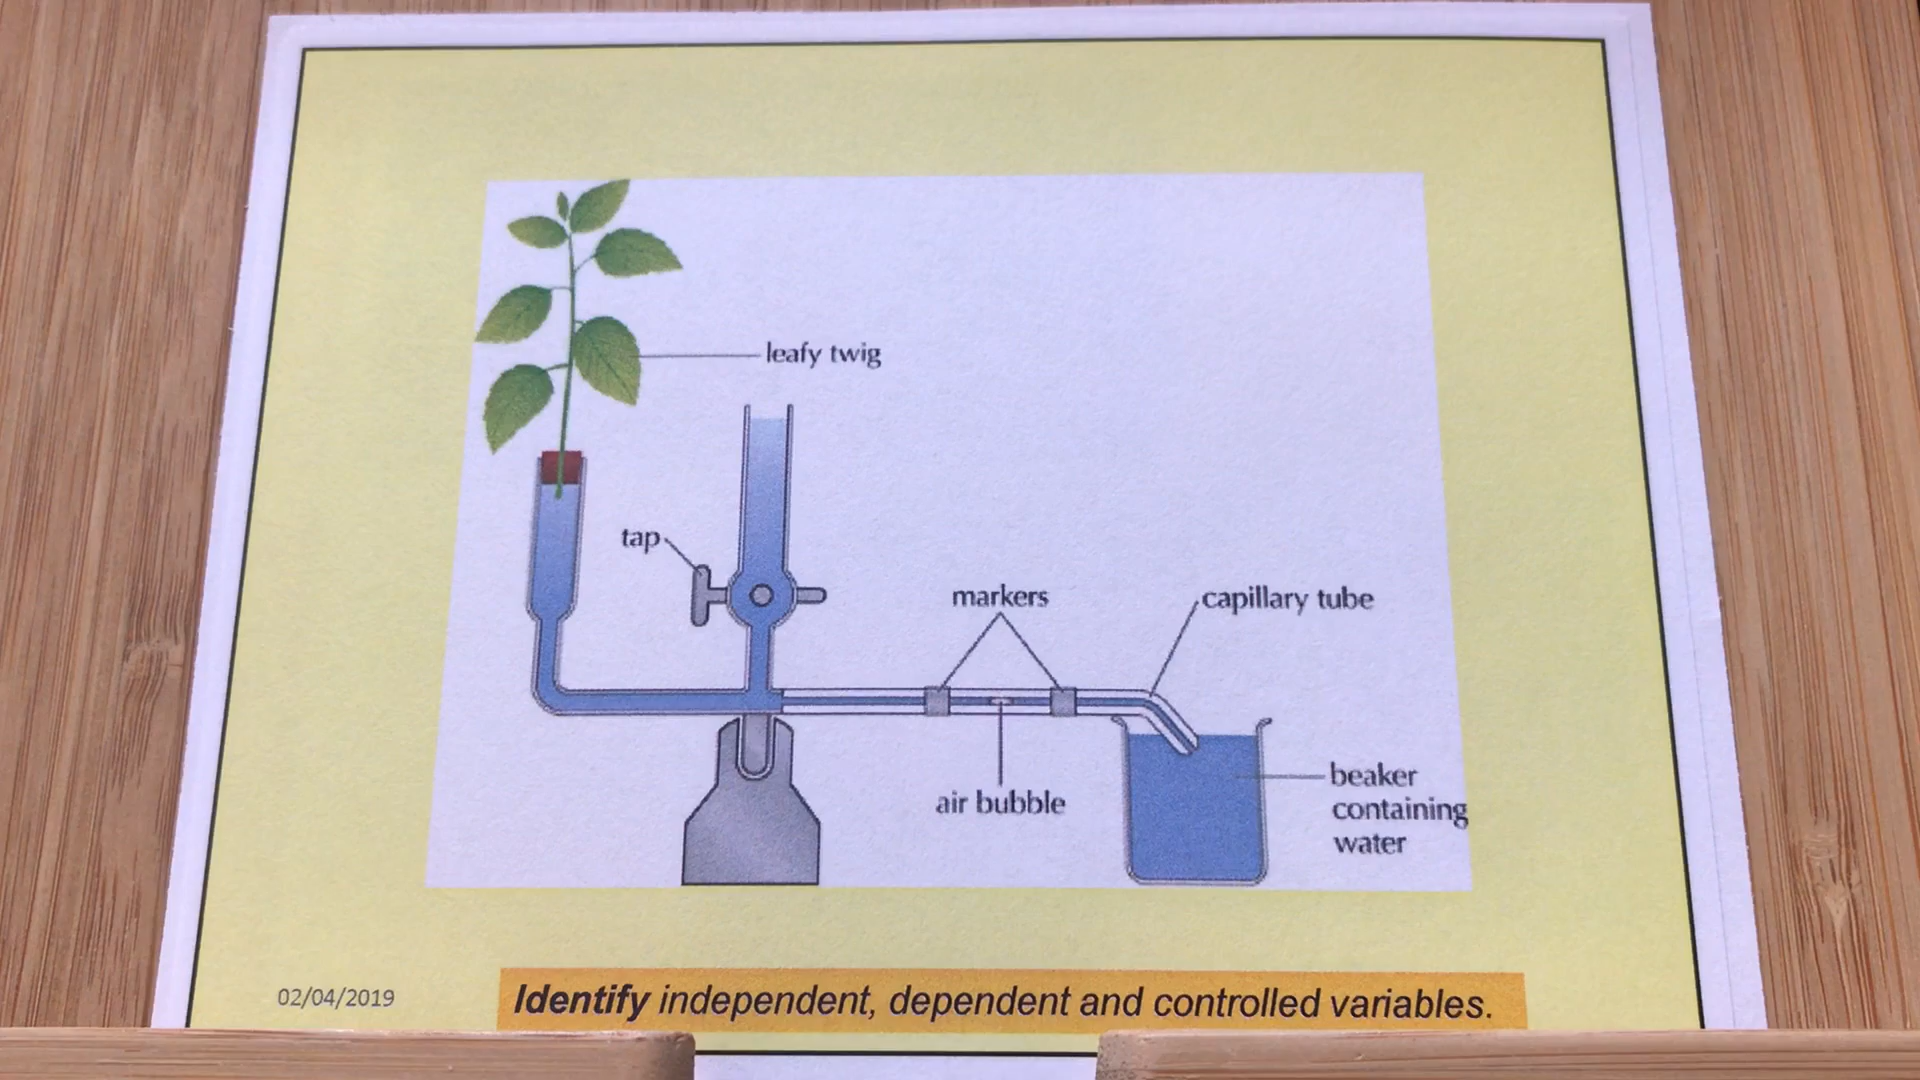 leafy twig
tap
markers
capillary tube
air bubble
beaker
containing
water
02/04/2019
Identify independent, dependent and controlled variables.